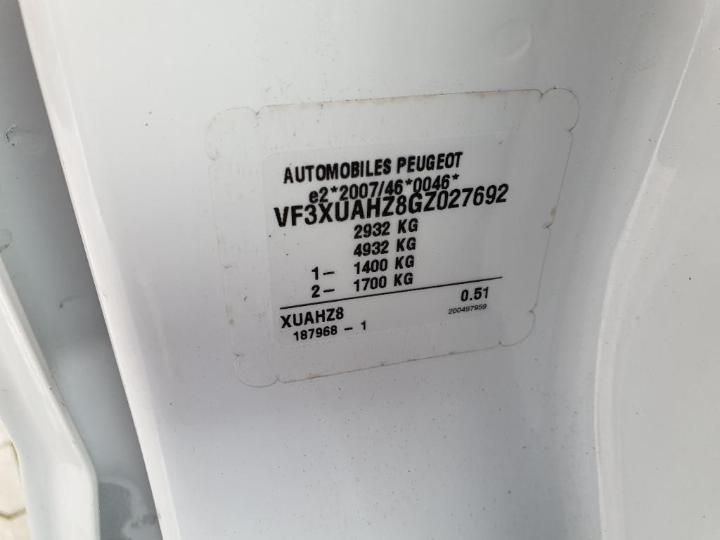 AUTOMOBILES PEUGEOT
e2*2007/46*0046*
VF3XUAHZ8GZ027692
2932 KG
4932 KG
1- 1400 KG
2- 1700 KG
XUAHZ8 0.51
187968 - 1 200497959